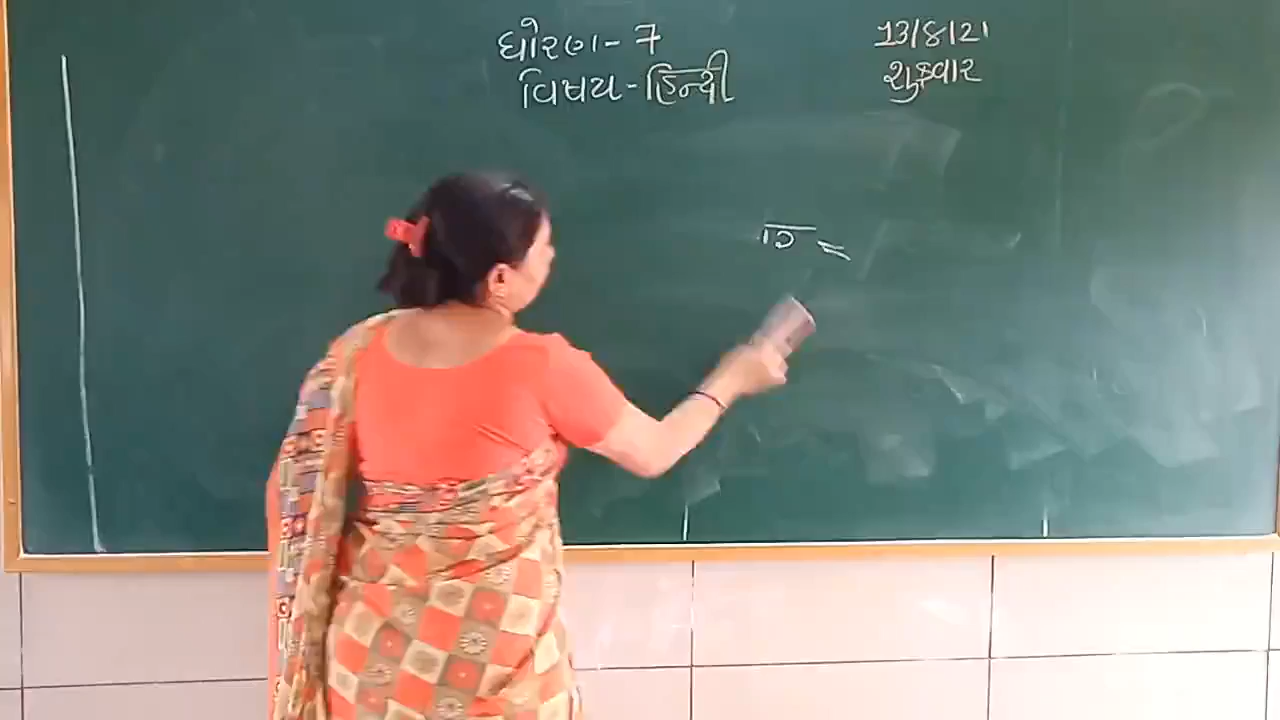 ધોરણ - 7
વિષય - हिन्दी
13/8/21
શુક્રવાર